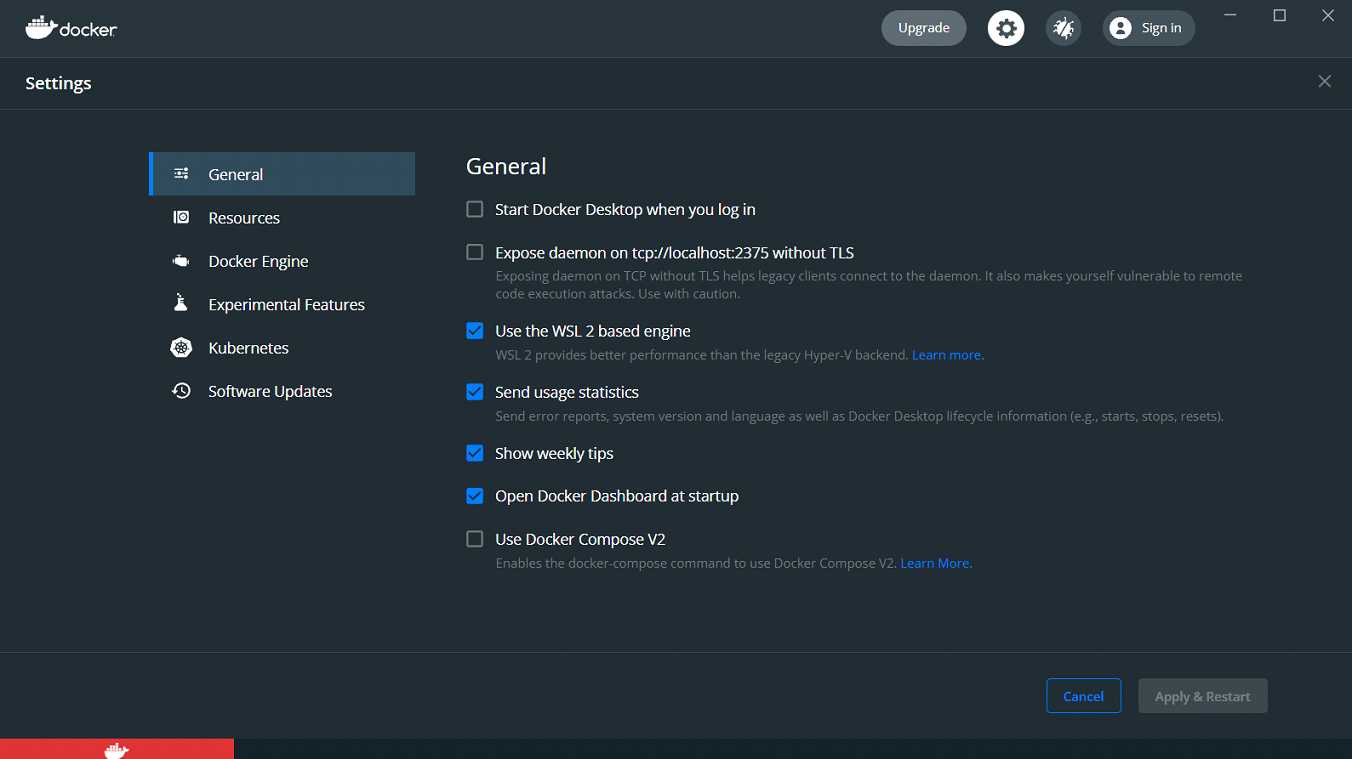 docker
Upgrade
Sign in
Settings
General
Resources
Docker Engine
Experimental Features
Kubernetes
Software Updates
General
Start Docker Desktop when you log in
Expose daemon on tcp://localhost:2375 without TLS
Exposing daemon on TCP without TLS helps legacy clients connect to the daemon. It also makes yourself vulnerable to remote
code execution attacks. Use with caution.
Use the WSL 2 based engine
WSL 2 provides better performance than the legacy Hyper-V backend. Learn more.
Send usage statistics
Send error reports, system version and language as well as Docker Desktop lifecycle information (e.g., starts, stops, resets).
Show weekly tips
Open Docker Dashboard at startup
Use Docker Compose V2
Enables the docker-compose command to use Docker Compose V2. Learn More.
Cancel
Apply & Restart